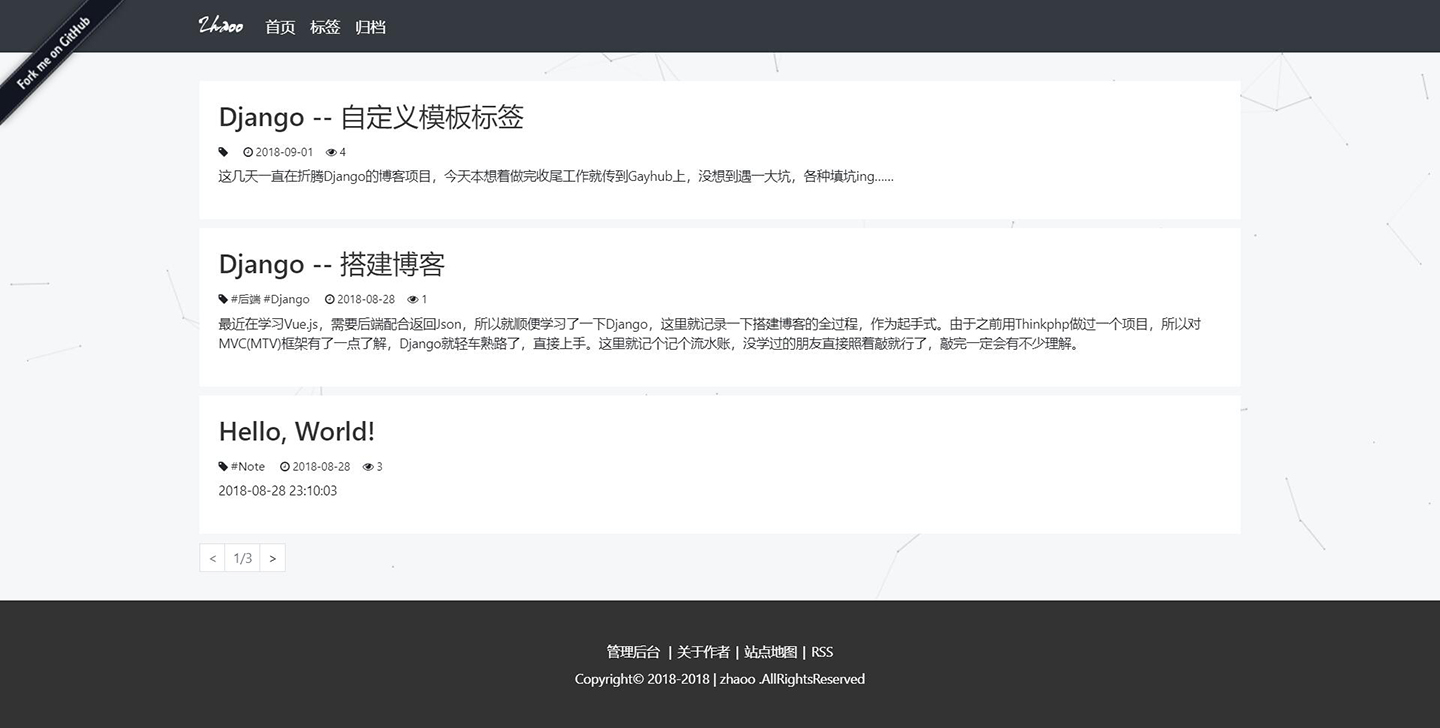 Fork me on GitHub
Zhaoo 首页 标签 归档
Django -- 自定义模板标签
2018-09-01 4
这几天一直在折腾Django的博客项目，今天本想着做完收尾工作就传到Gayhub上，没想到遇一大坑，各种填坑ing……
Django -- 搭建博客
#后端 #Django 2018-08-28 1
最近在学习Vue.js，需要后端配合返回Json，所以就顺便学习了一下Django，这里就记录一下搭建博客的全过程，作为起手式。由于之前用Thinkphp做过一个项目，所以对
MVC(MTV)框架有了一点了解，Django就轻车熟路了，直接上手。这里就记个记个流水账，没学过的朋友直接照着敲就行了，敲完一定会有不少理解。
Hello, World!
#Note 2018-08-28 3
2018-08-28 23:10:03
< 1/3 >
管理后台 | 关于作者 | 站点地图 | RSS
Copyright© 2018-2018 | zhaoo .AllRightsReserved